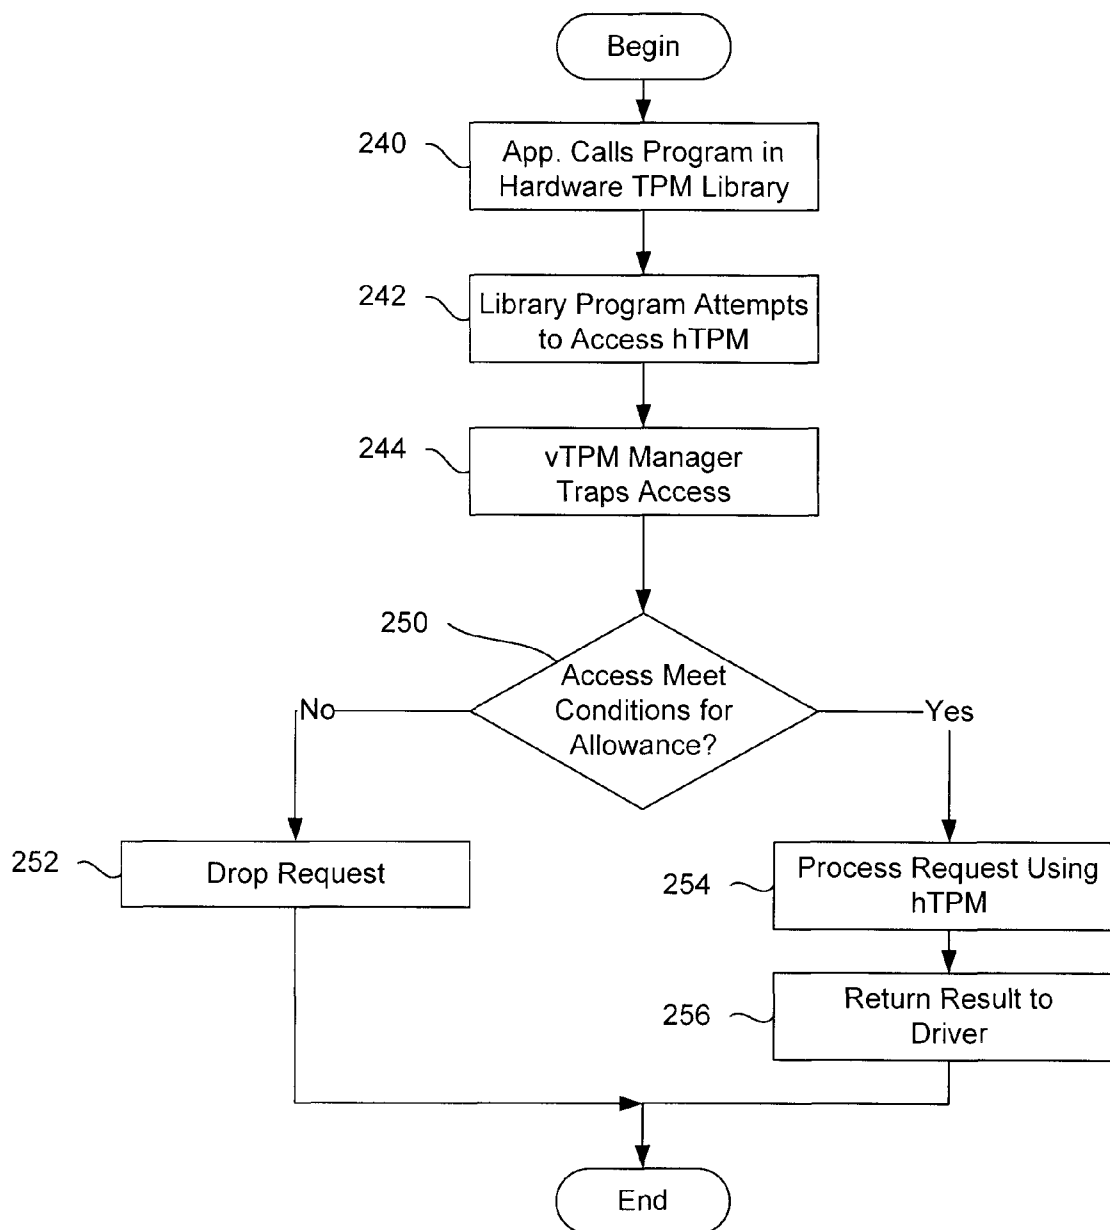 Begin
240
App. Calls Program in
Hardware TPM Library
242
Library Program Attempts
to Access hTPM
244
vTPM Manager
Traps Access
250
Access Meet
Conditions for
Allowance?
No
Yes
252
Drop Request
254
Process Request Using
hTPM
256
Return Result to
Driver
End